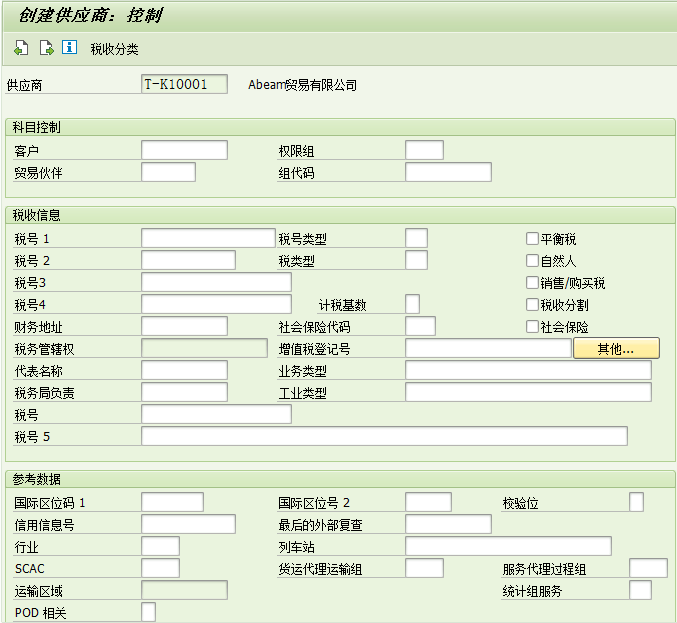 创建供应商：控制
税收分类
供应商 T-K10001 Abeam贸易有限公司
科目控制
客户 权限组
贸易伙伴 组代码
税收信息
税号 1 税号类型 平衡税
税号 2 税类型 自然人
税号3 销售/购买税
税号4 计税基数 税收分割
财务地址 社会保险代码 社会保险
税务管辖权 增值税登记号 其他...
代表名称 业务类型
税务局负责 工业类型
税号
税号 5
参考数据
国际区位码 1 国际区位号 2 校验位
信用信息号 最后的外部复查
行业 列车站
SCAC 货运代理运输组 服务代理过程组
运输区域 统计组服务
POD 相关